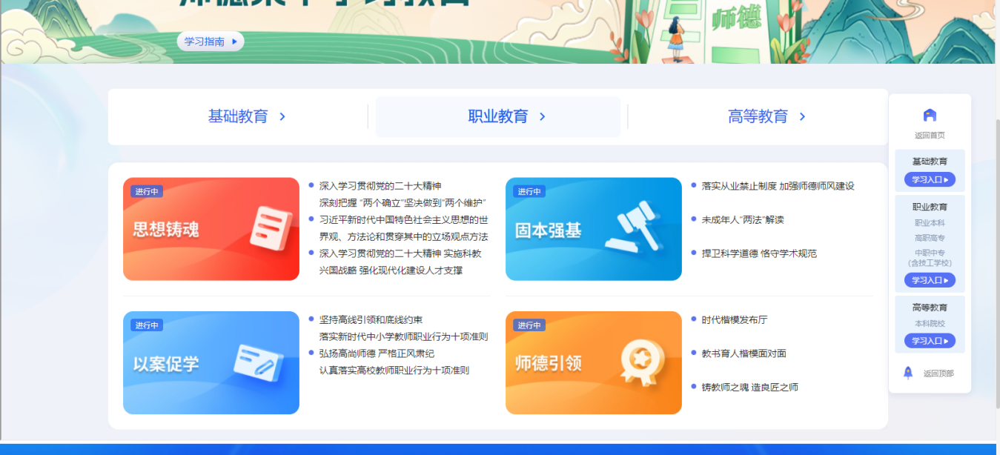 师德集中学习教育
师德
学习指南
基础教育
职业教育
高等教育
进行中
思想铸魂
深入学习贯彻党的二十大精神
深刻把握 “两个确立”坚决做到“两个维护”
习近平新时代中国特色社会主义思想的世
界观、方法论和贯穿其中的立场观点方法
深入学习贯彻党的二十大精神 实施科教
兴国战略 强化现代化建设人才支撑
进行中
固本强基
落实从业禁止制度 加强师德师风建设
未成年人“两法”解读
捍卫科学道德 恪守学术规范
进行中
以案促学
坚持高线引领和底线约束
落实新时代中小学教师职业行为十项准则
弘扬高尚师德 严格正风肃纪
认真落实高校教师职业行为十项准则
进行中
师德引领
时代楷模发布厅
教书育人楷模面对面
铸教师之魂 造良匠之师
返回首页
基础教育
学习入口
职业教育
职业本科
高职高专
中职中专
(含技工学校)
学习入口
高等教育
本科院校
学习入口
返回顶部